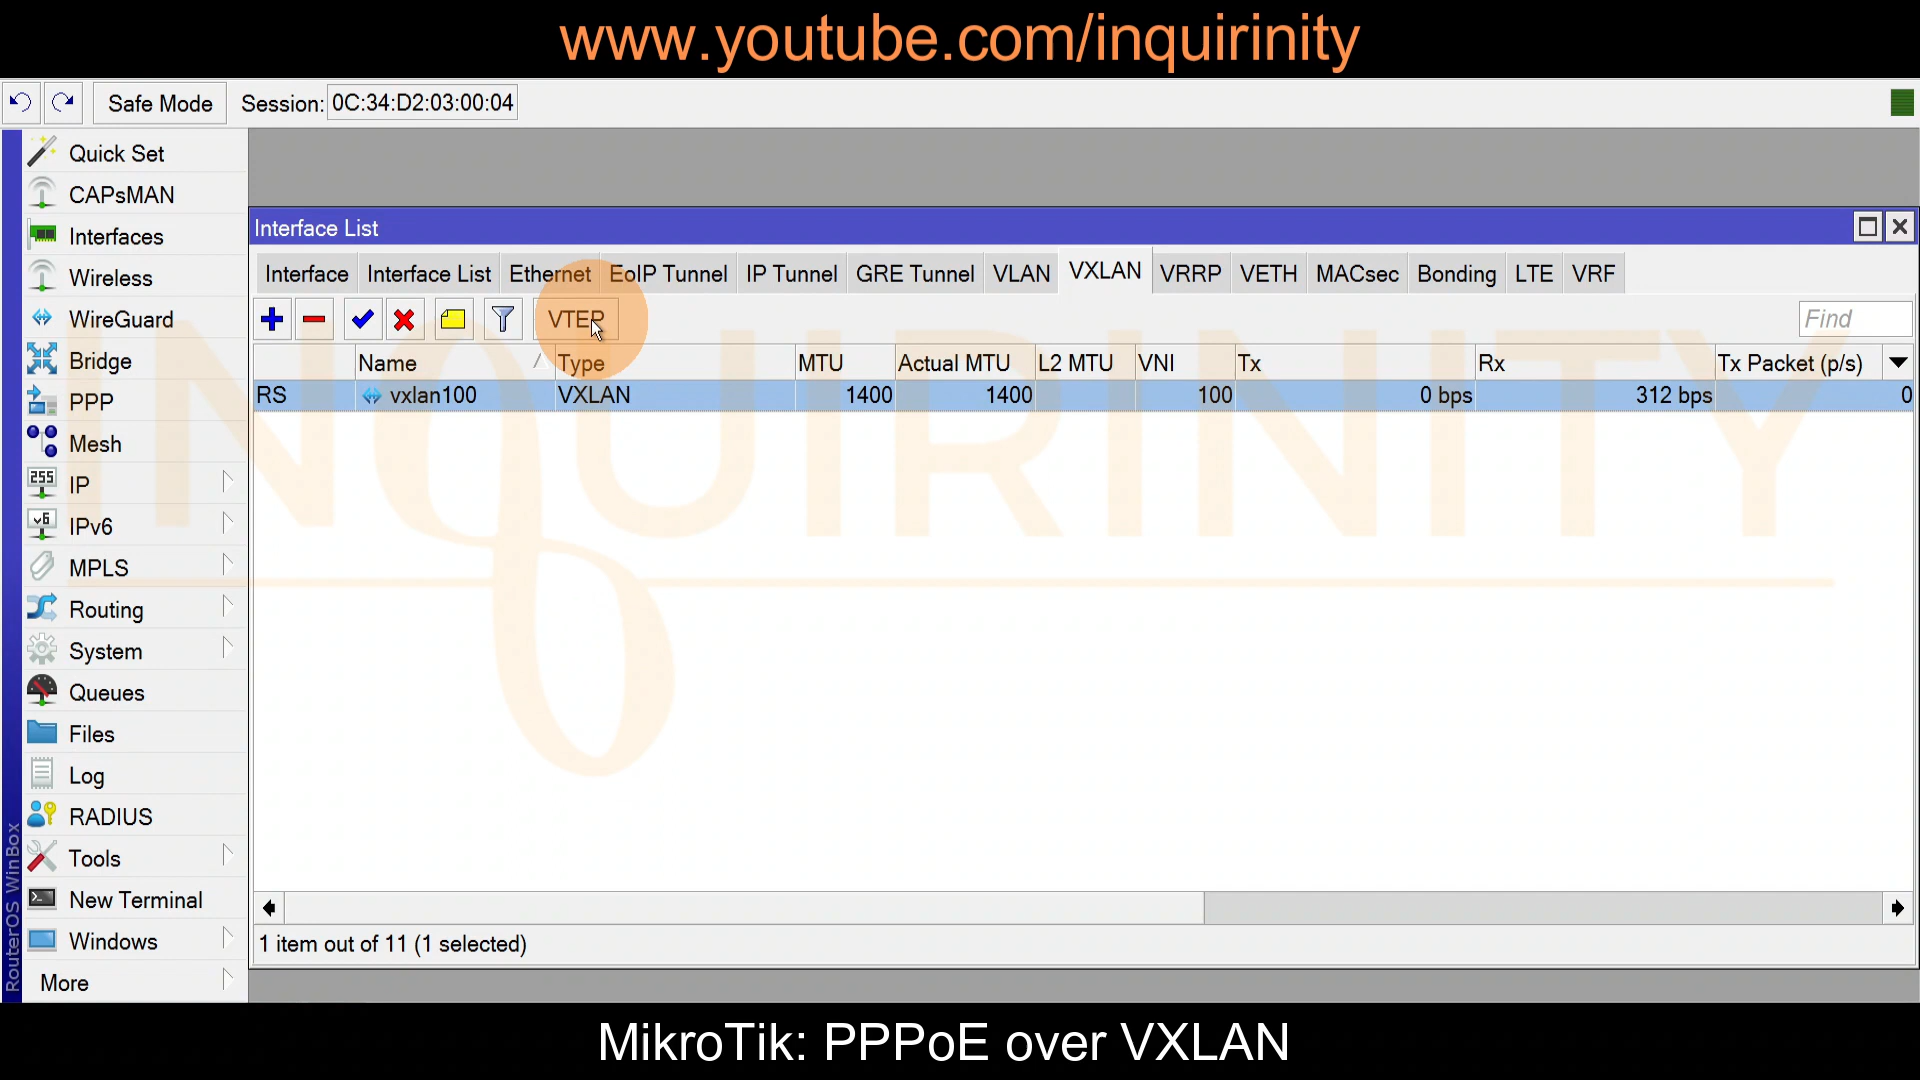 www.youtube.com/inquirinity
Safe Mode Session: 0C:34:D2:03:00:04
Quick Set
CAPsMAN
Interfaces
Wireless
WireGuard
Bridge
PPP
Mesh
255 IP
v6 IPv6
MPLS
Routing
System
Queues
Files
Log
RADIUS
Tools
New Terminal
Windows
More
RouterOS WinBox
Interface List
Interface Interface List Ethernet EoIP Tunnel IP Tunnel GRE Tunnel VLAN VXLAN VRRP VETH MACsec Bonding LTE VRF
VTEP Find
Name Type MTU Actual MTU L2 MTU VNI Tx Rx Tx Packet (p/s)
RS vxlan100 VXLAN 1400 1400 100 0 bps 312 bps 0
INQUIRINITY
1 item out of 11 (1 selected)
MikroTik: PPPoE over VXLAN